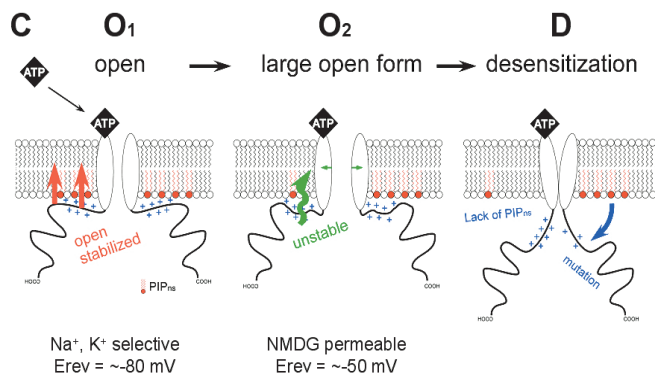 C O₁ O₂ D
open large open form desensitization
ATP
ATP ATP ATP
open
stabilized
unstable
Lack of PIPns
mutation
PIPns
HOOC COOH HOOC COOH HOOC COOH
Na⁺, K⁺ selective
Erev = ~-80 mV
NMDG permeable
Erev = ~-50 mV